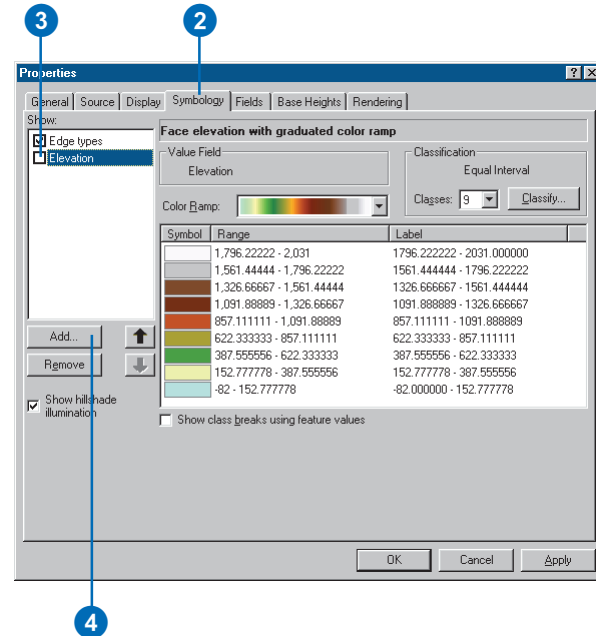 3 2
Properties
General Source Display Symbology Fields Base Heights Rendering
Show:
Edge types
Elevation
Face elevation with graduated color ramp
Value Field
Elevation
Classification
Equal Interval
Color Ramp:
Classes: 9 Classify...
Symbol Range Label
1,796.22222 - 2,031 1796.222222 - 2031.000000
1,561.44444 - 1,796.22222 1561.444444 - 1796.222222
1,326.66667 - 1,561.44444 1326.666667 - 1561.444444
1,091.88889 - 1,326.66667 1091.888889 - 1326.666667
857.111111 - 1,091.88889 857.111111 - 1091.888889
622.333333 - 857.111111 622.333333 - 857.111111
387.555556 - 622.333333 387.555556 - 622.333333
152.777778 - 387.555556 152.777778 - 387.555556
-82 - 152.777778 -82.000000 - 152.777778
Add...
Remove
Show hillshade
illumination
Show class breaks using feature values
OK Cancel Apply
4